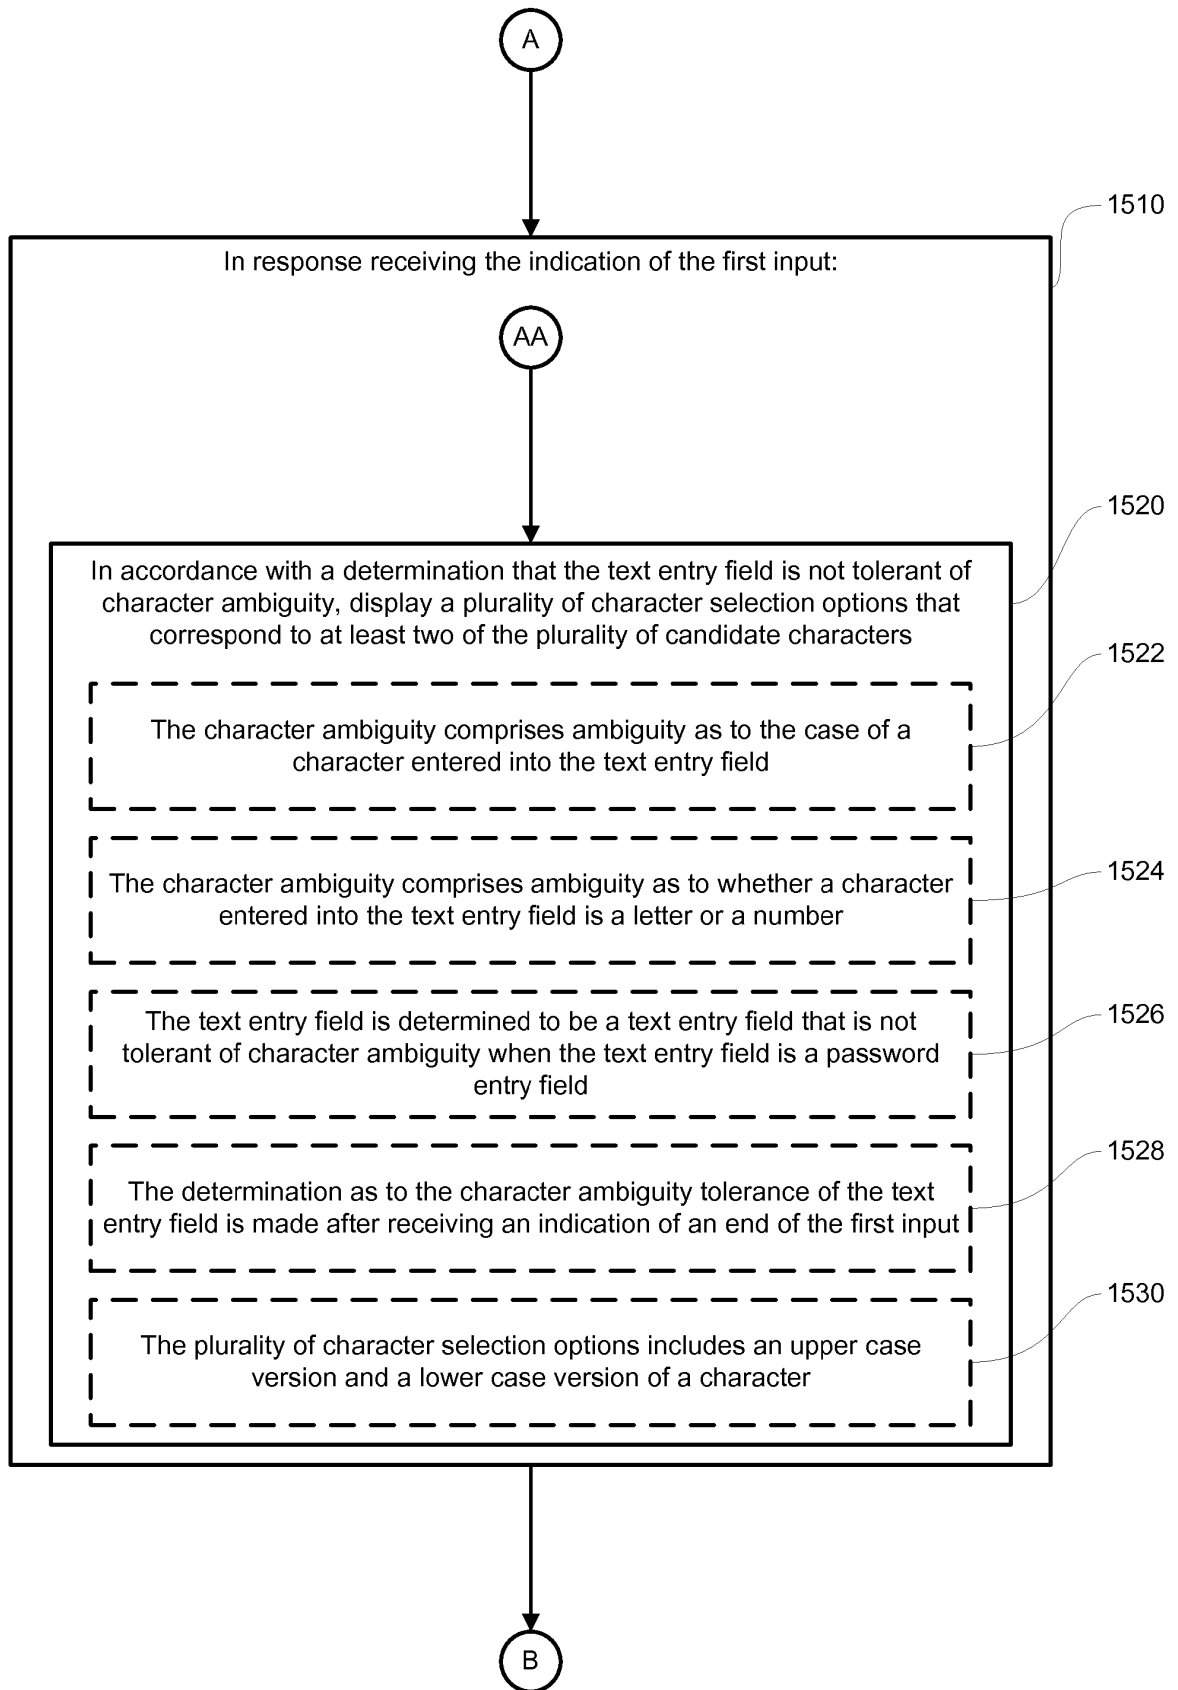 A
1510
In response receiving the indication of the first input:
AA
1520
In accordance with a determination that the text entry field is not tolerant of
character ambiguity, display a plurality of character selection options that
correspond to at least two of the plurality of candidate characters
1522
The character ambiguity comprises ambiguity as to the case of a
character entered into the text entry field
1524
The character ambiguity comprises ambiguity as to whether a character
entered into the text entry field is a letter or a number
1526
The text entry field is determined to be a text entry field that is not
tolerant of character ambiguity when the text entry field is a password
entry field
1528
The determination as to the character ambiguity tolerance of the text
entry field is made after receiving an indication of an end of the first input
1530
The plurality of character selection options includes an upper case
version and a lower case version of a character
B